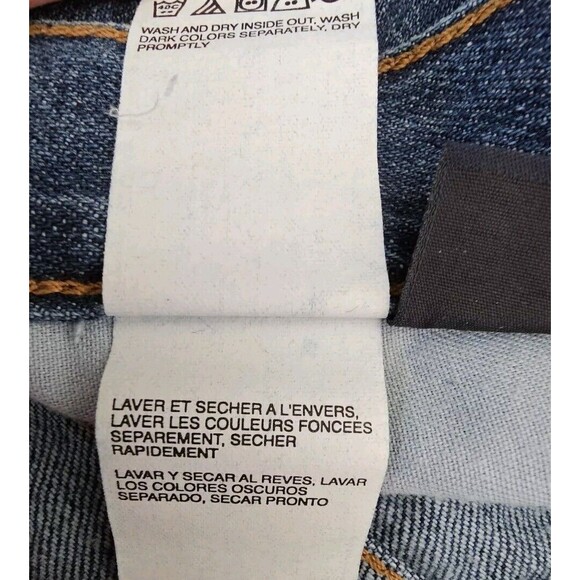 40C
WASH AND DRY INSIDE OUT, WASH
DARK COLORS SEPARATELY, DRY
PROMPTLY
LAVER ET SECHER A L'ENVERS,
LAVER LES COULEURS FONCEES
SEPAREMENT, SECHER
RAPIDEMENT
LAVAR Y SECAR AL REVES, LAVAR
LOS COLORES OSCUROS
SEPARADO, SECAR PRONTO